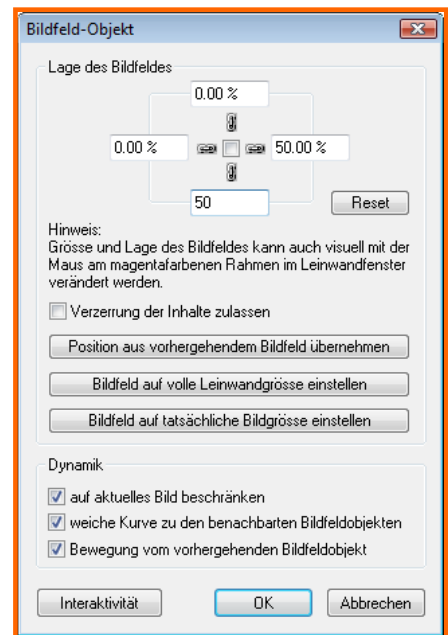 Bildfeld-Objekt
Lage des Bildfeldes
0.00 %
0.00 %
50.00 %
50
Reset
Hinweis:
Grösse und Lage des Bildfeldes kann auch visuell mit der
Maus am magentafarbenen Rahmen im Leinwandfenster
verändert werden.
Verzerrung der Inhalte zulassen
Position aus vorhergehendem Bildfeld übernehmen
Bildfeld auf volle Leinwandgrösse einstellen
Bildfeld auf tatsächliche Bildgrösse einstellen
Dynamik
auf aktuelles Bild beschränken
weiche Kurve zu den benachbarten Bildfeldobjekten
Bewegung vom vorhergehenden Bildfeldobjekt
Interaktivität
OK
Abbrechen